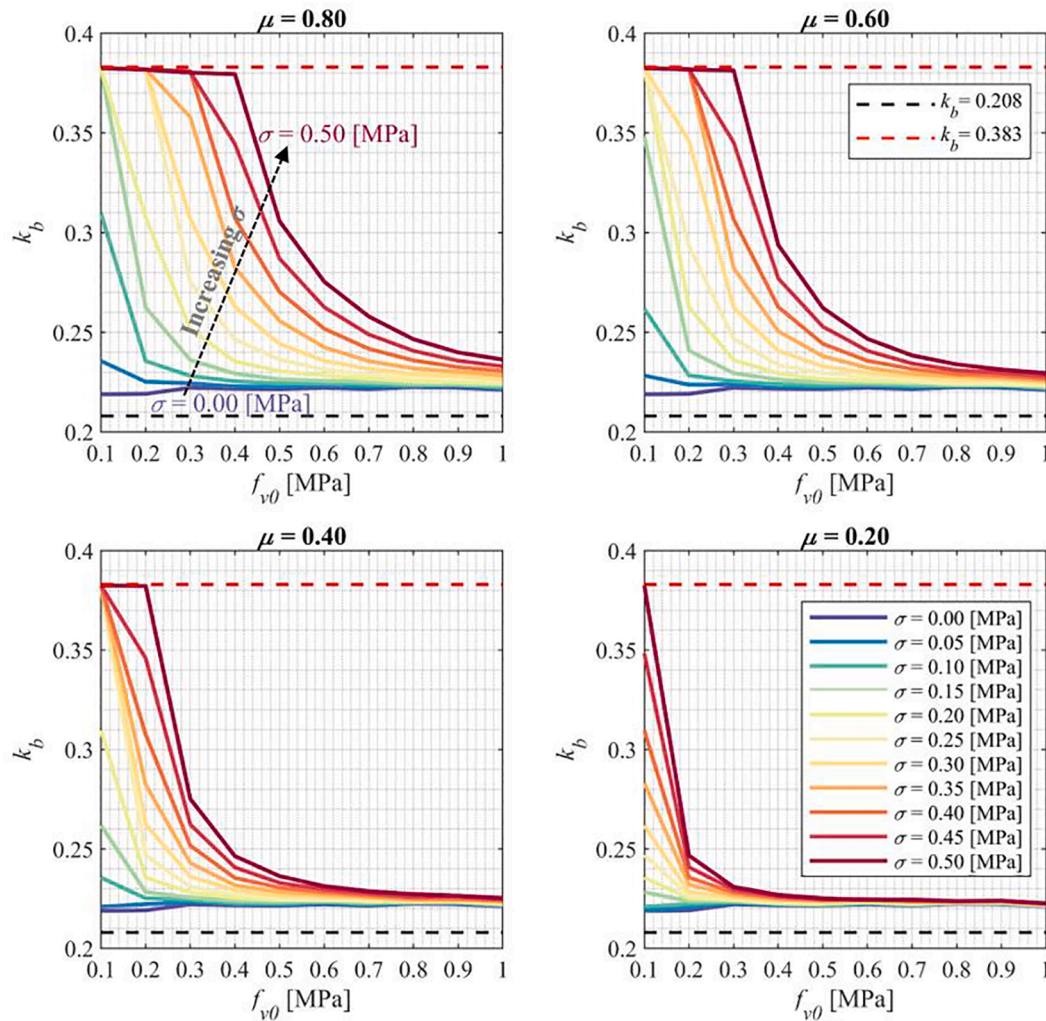 μ = 0.80
0.4
0.35
0.3
0.25
0.2
k_b
σ = 0.50 [MPa]
Increasing σ
σ = 0.00 [MPa]
0.1 0.2 0.3 0.4 0.5 0.6 0.7 0.8 0.9 1
f_v0 [MPa]
μ = 0.60
0.4
0.35
0.3
0.25
0.2
k_b
k_b = 0.208
k_b = 0.383
0.1 0.2 0.3 0.4 0.5 0.6 0.7 0.8 0.9 1
f_v0 [MPa]
μ = 0.40
0.4
0.35
0.3
0.25
0.2
k_b
0.1 0.2 0.3 0.4 0.5 0.6 0.7 0.8 0.9 1
f_v0 [MPa]
μ = 0.20
0.4
0.35
0.3
0.25
0.2
k_b
σ = 0.00 [MPa]
σ = 0.05 [MPa]
σ = 0.10 [MPa]
σ = 0.15 [MPa]
σ = 0.20 [MPa]
σ = 0.25 [MPa]
σ = 0.30 [MPa]
σ = 0.35 [MPa]
σ = 0.40 [MPa]
σ = 0.45 [MPa]
σ = 0.50 [MPa]
0.1 0.2 0.3 0.4 0.5 0.6 0.7 0.8 0.9 1
f_v0 [MPa]